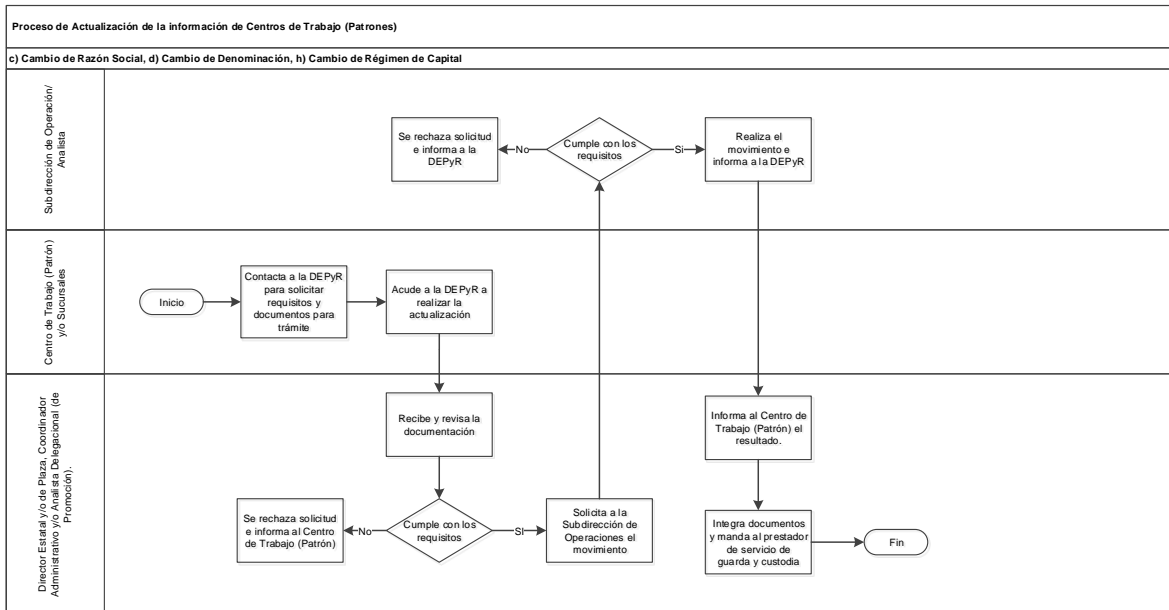 Proceso de Actualización de la información de Centros de Trabajo (Patrones)
c) Cambio de Razón Social, d) Cambio de Denominación, h) Cambio de Régimen de Capital
Subdirección de Operación/
Analista
Se rechaza solicitud
e informa a la
DEPyR
No
Cumple con los
requisitos
Si
Realiza el
movimiento e
informa a la DEPyR
Centro de Trabajo (Patrón)
y/o Sucursales
Inicio
Contacta a la DEPyR
para solicitar
requisitos y
documentos para
trámite
Acude a la DEPyR a
realizar la
actualización
Director Estatal y/o de Plaza, Coordinador
Administrativo y/o Analista Delegacional (de
Promoción).
Recibe y revisa la
documentación
Se rechaza solicitud
e informa al Centro
de Trabajo (Patrón)
No
Cumple con los
requisitos
SI
Solicita a la
Subdirección de
Operaciones el
movimiento
Informa al Centro de
Trabajo (Patrón) el
resultado.
Integra documentos
y manda al prestador
de servicio de
guarda y custodia
Fin